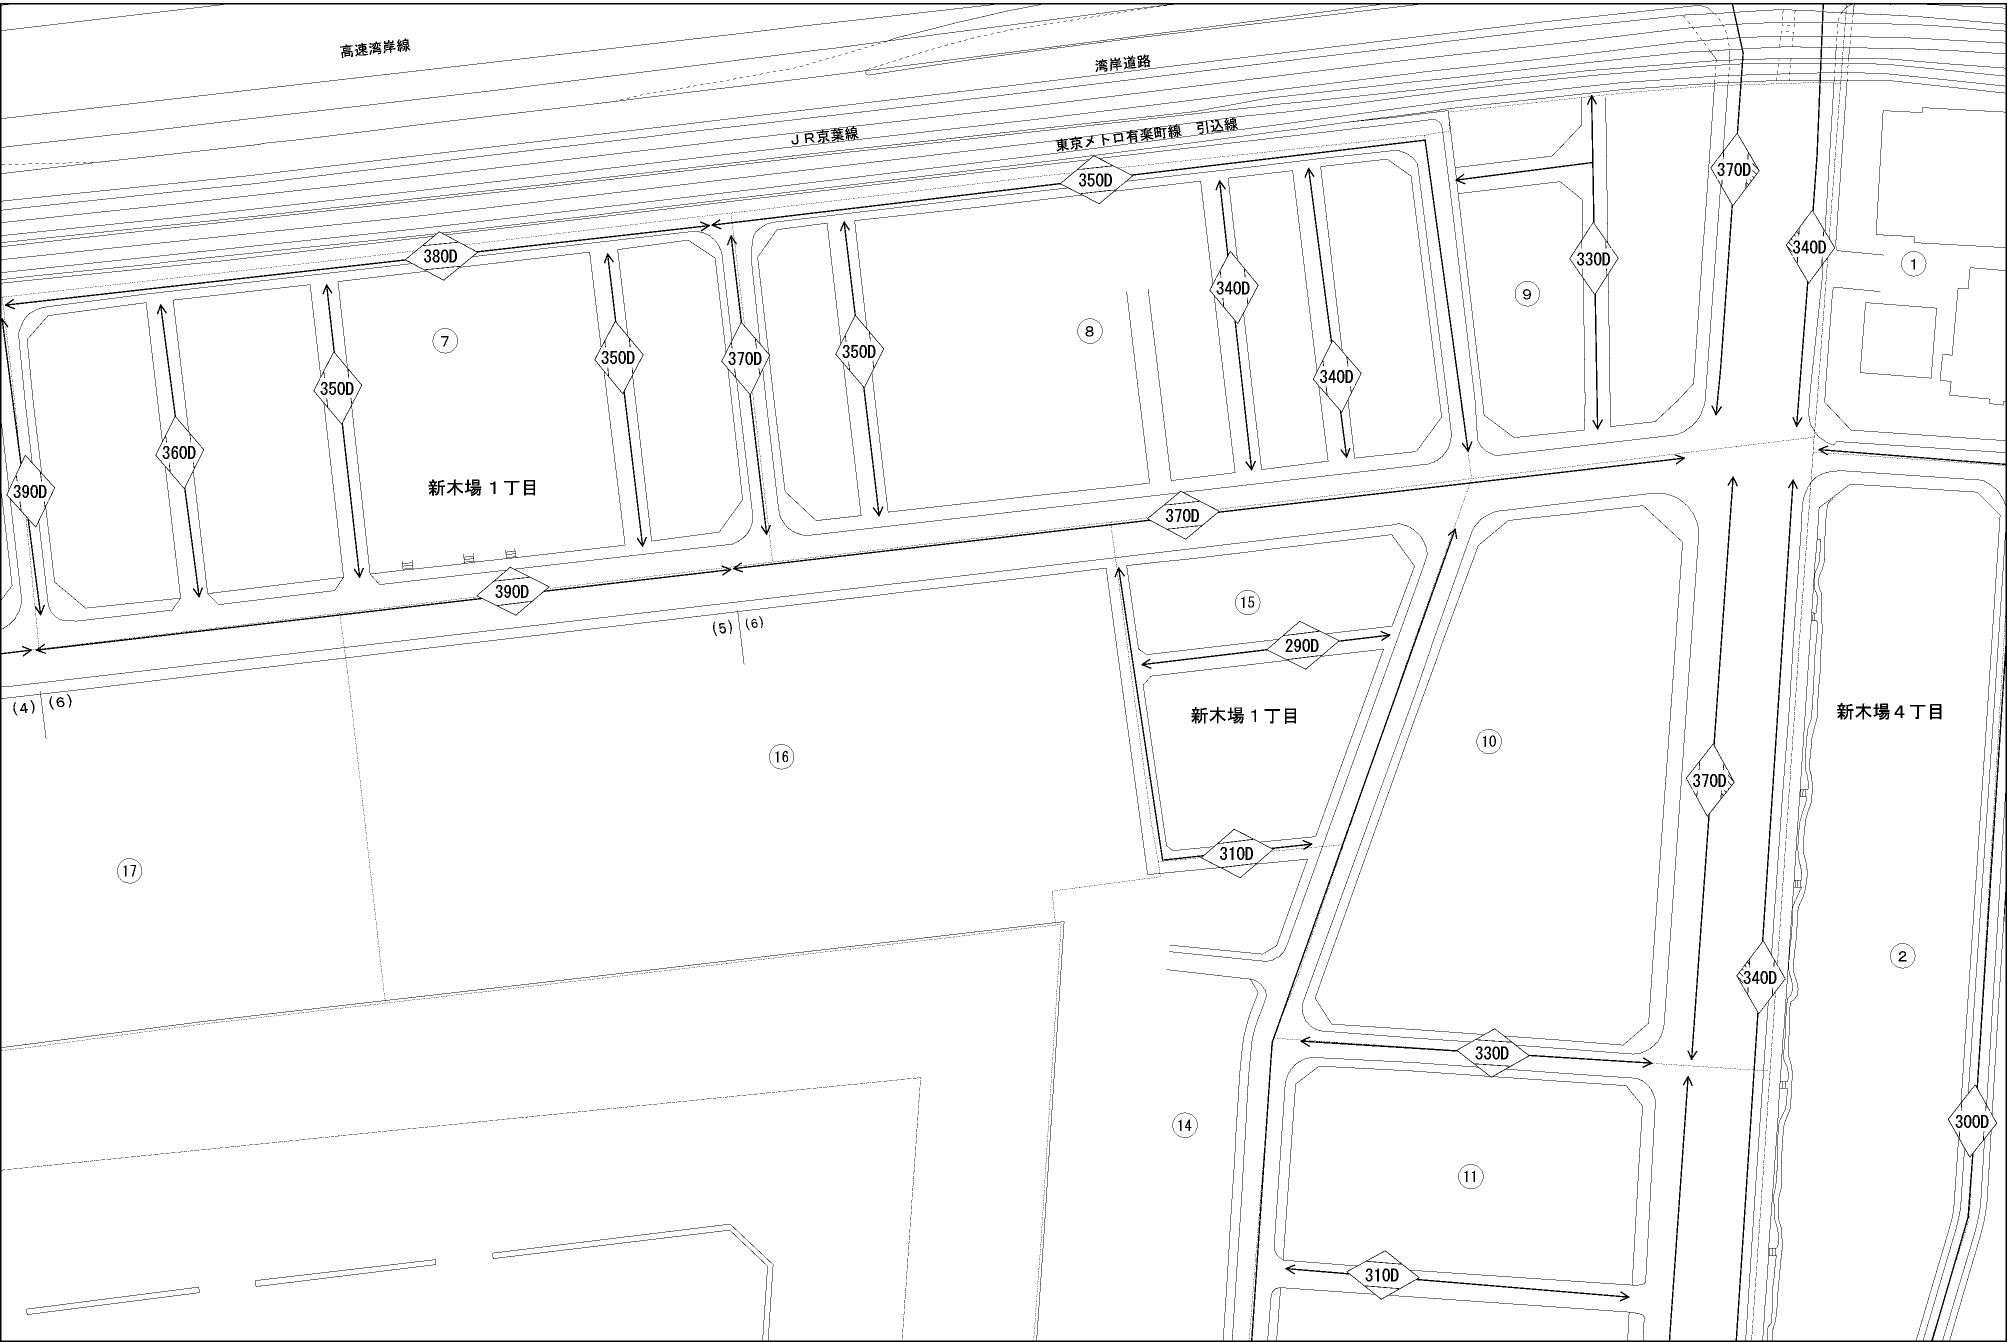 高速湾岸線
湾岸道路
ＪＲ京葉線
東京メトロ有楽町線　引込線
350D
370D
340D
380D
330D
①
340D
⑨
⑧
⑦
350D
350D
370D
350D
340D
360D
390D
新木場１丁目
370D
390D
⑮
(5)
(6)
290D
(4)
(6)
新木場１丁目
新木場４丁目
⑩
⑯
370D
310D
⑰
②
340D
330D
⑭
300D
⑪
310D